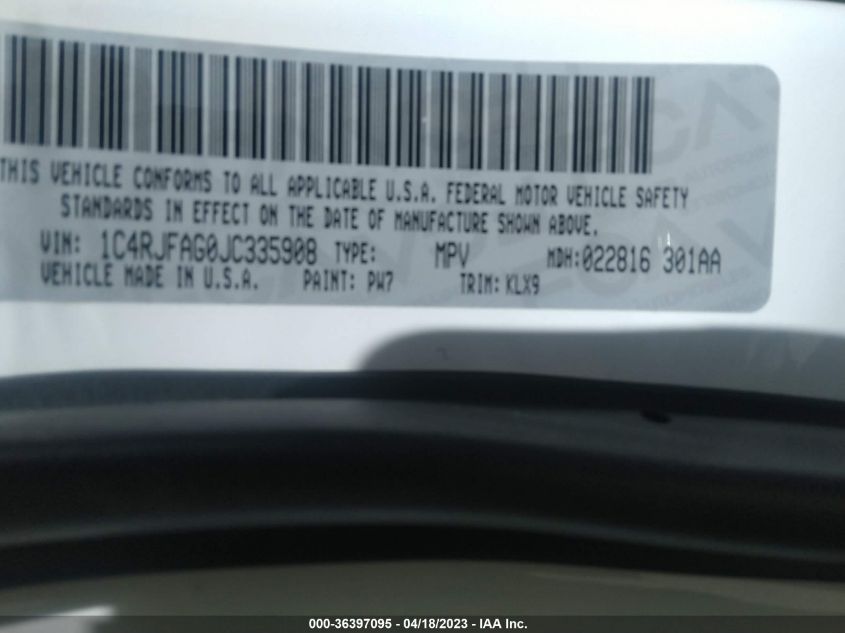 THIS VEHICLE CONFORMS TO ALL APPLICABLE U.S.A. FEDERAL MOTOR VEHICLE SAFETY
STANDARDS IN EFFECT ON THE DATE OF MANUFACTURE SHOWN ABOVE.
VIN: 1C4RJFAG0JC335908 TYPE: MPV MDH:022816 301AA
VEHICLE MADE IN U.S.A. PAINT: PW7 TRIM: KLX9
000-36397095 - 04/18/2023 - IAA Inc.